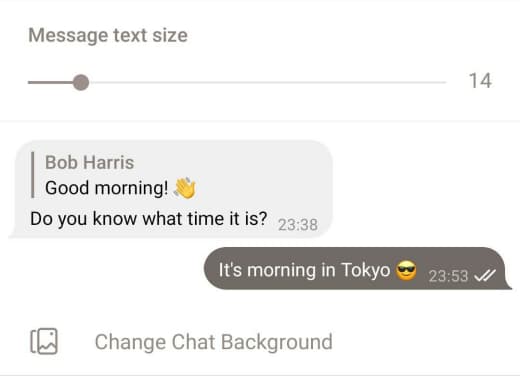 Message text size
14
Bob Harris
Good morning! 👋
Do you know what time it is? 23:38
It's morning in Tokyo 😎 23:53
Change Chat Background